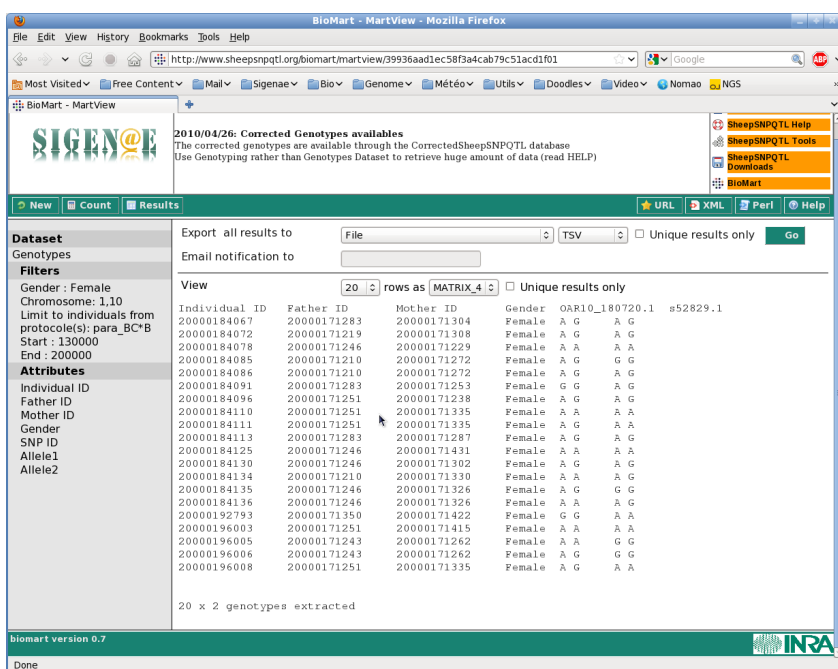 BioMart - MartView - Mozilla Firefox
File Edit View History Bookmarks Tools Help
http://www.sheepsnpqtl.org/biomart/martview/39936aad1ec58f3a4cab79c51acd1f01
Google
ABP
Most Visited Free Content Mail Sigenae Bio Genome Météo Utils Doodles Video Nomao NGS
BioMart - MartView
SIGEN@E
2010/04/26: Corrected Genotypes availables
The corrected genotypes are available through the CorrectedSheepSNPQTL database
Use Genotyping rather than Genotypes Dataset to retrieve huge amount of data (read HELP)
SheepSNPQTL Help
SheepSNPQTL Tools
SheepSNPQTL
Downloads
BioMart
New Count Results
URL XML Perl Help
Dataset
Genotypes
Filters
Gender : Female
Chromosome: 1,10
Limit to individuals from
protocole(s): para_BC*B
Start : 130000
End : 200000
Attributes
Individual ID
Father ID
Mother ID
Gender
SNP ID
Allele1
Allele2
Export all results to File TSV Unique results only Go
Email notification to
View 20 rows as MATRIX_4 Unique results only
Individual ID Father ID Mother ID Gender OAR10_180720.1 s52829.1
20000184067 20000171283 20000171304 Female A G A G
20000184072 20000171219 20000171308 Female A G A G
20000184078 20000171246 20000171229 Female A A A A
20000184085 20000171210 20000171272 Female A G G G
20000184086 20000171210 20000171272 Female A G A G
20000184091 20000171283 20000171253 Female G G A G
20000184096 20000171251 20000171238 Female A G A G
20000184110 20000171251 20000171335 Female A A A A
20000184111 20000171251 20000171335 Female A G A A
20000184113 20000171283 20000171287 Female A G A G
20000184125 20000171246 20000171431 Female A A A A
20000184130 20000171246 20000171302 Female A G A G
20000184134 20000171210 20000171330 Female A A A G
20000184135 20000171246 20000171326 Female A G G G
20000184136 20000171246 20000171326 Female A A A G
20000192793 20000171350 20000171422 Female G G A A
20000196003 20000171251 20000171415 Female A A A A
20000196005 20000171243 20000171262 Female A A G G
20000196006 20000171243 20000171262 Female A G G G
20000196008 20000171251 20000171335 Female A G A A
20 x 2 genotypes extracted
biomart version 0.7
INRA
Done